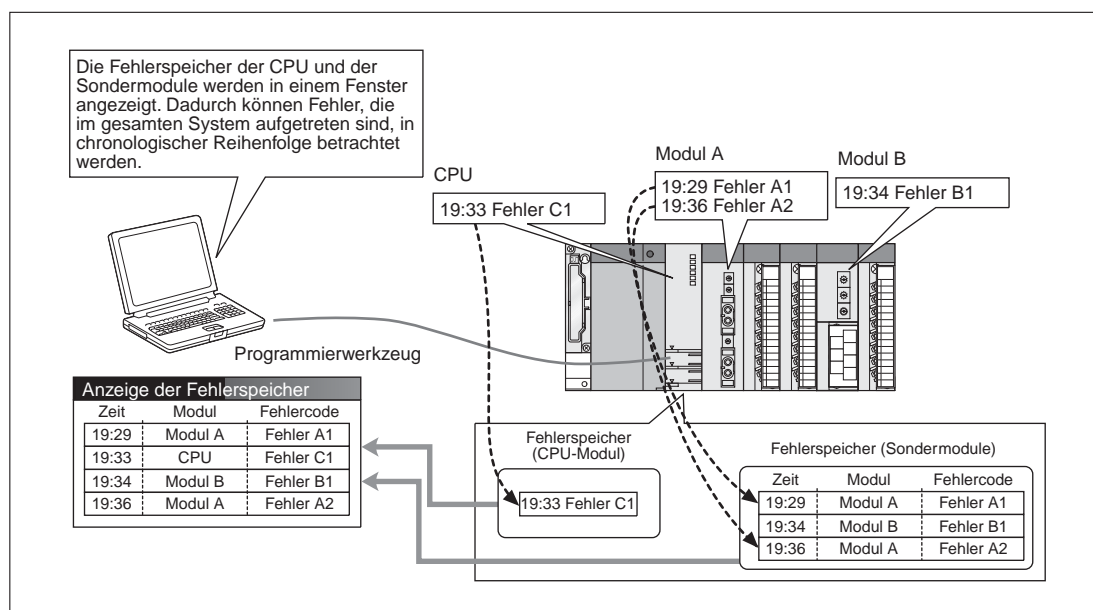 Die Fehlerspeicher der CPU und der
Sondermodule werden in einem Fenster
angezeigt. Dadurch können Fehler, die
im gesamten System aufgetreten sind, in
chronologischer Reihenfolge betrachtet
werden.
CPU
19:33 Fehler C1
Modul A
19:29 Fehler A1
19:36 Fehler A2
Modul B
19:34 Fehler B1
Programmierwerkzeug
Anzeige der Fehlerspeicher
Zeit Modul Fehlercode
19:29 Modul A Fehler A1
19:33 CPU Fehler C1
19:34 Modul B Fehler B1
19:36 Modul A Fehler A2
Fehlerspeicher
(CPU-Modul)
19:33 Fehler C1
Fehlerspeicher (Sondermodule)
Zeit Modul Fehlercode
19:29 Modul A Fehler A1
19:34 Modul B Fehler B1
19:36 Modul A Fehler A2